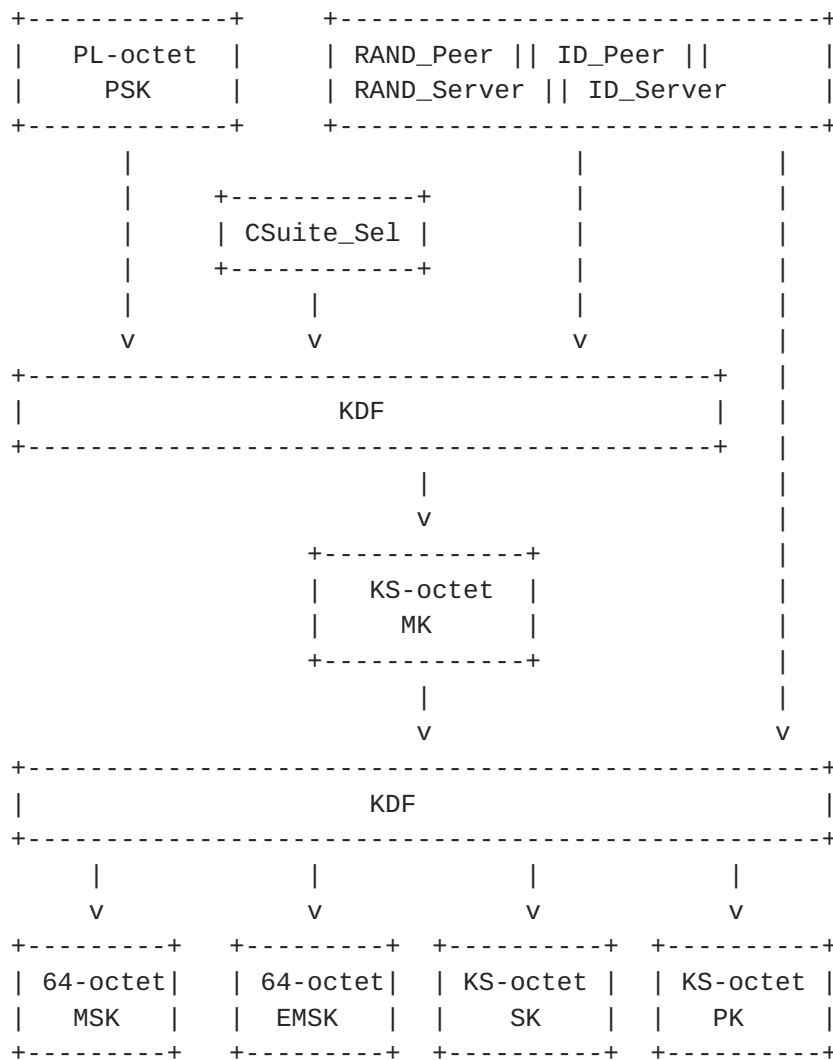 PL-octet
PSK
RAND_Peer || ID_Peer ||
RAND_Server || ID_Server
CSuite_Sel
KDF
KS-octet
MK
KDF
64-octet
MSK
64-octet
EMSK
KS-octet
SK
KS-octet
PK